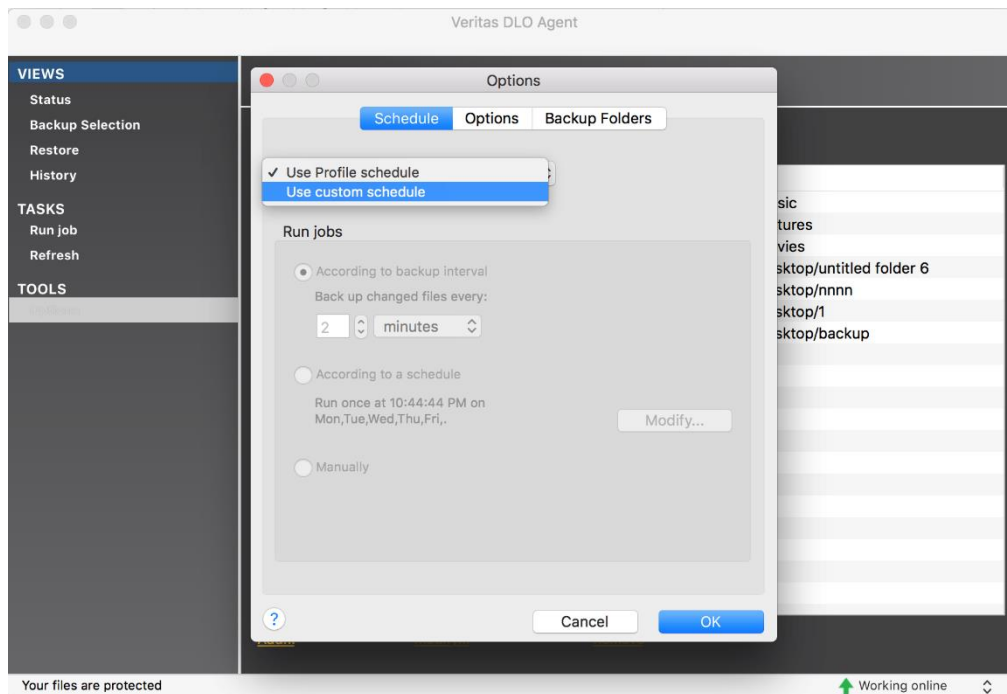 Veritas DLO Agent
VIEWS
Status
Backup Selection
Restore
History
TASKS
Run job
Refresh
TOOLS
Options
Schedule
Options
Backup Folders
✓ Use Profile schedule
Use custom schedule
Run jobs
According to backup interval
Back up changed files every:
2 minutes
According to a schedule
Run once at 10:44:44 PM on
Mon,Tue,Wed,Thu,Fri,.
Modify...
Manually
?
Cancel
OK
sic
tures
vies
sktop/untitled folder 6
sktop/nnnn
sktop/1
sktop/backup
Your files are protected
Working online